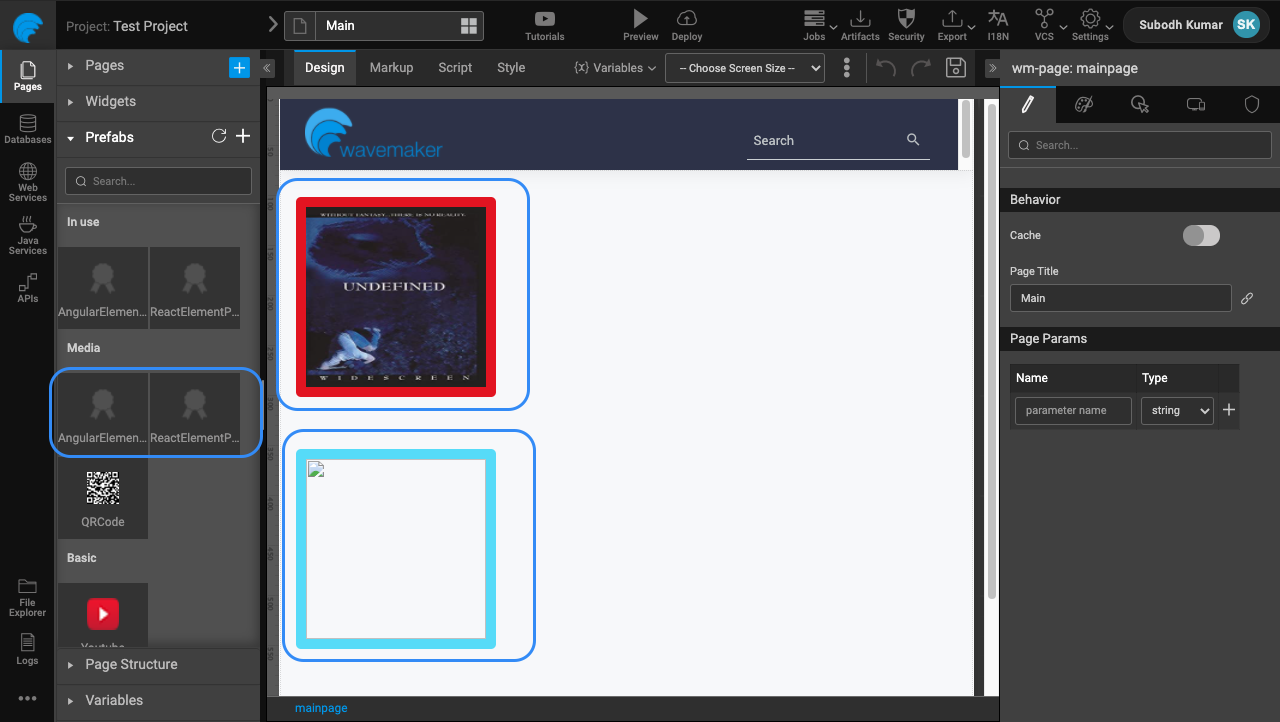 Project: Test Project
Main
Tutorials
Preview
Deploy
Jobs
Artifacts
Security
Export
I18N
VCS
Settings
Subodh Kumar
SK
Pages
Databases
Web
Services
Java
Services
APIs
File
Explorer
Logs
Pages
Widgets
Prefabs
Search...
In use
AngularElemen...
ReactElementP...
Media
AngularElemen...
ReactElementP...
QRCode
Basic
Youtube
Page Structure
Variables
Design
Markup
Script
Style
{x} Variables
-- Choose Screen Size --
wavemaker
Search
WITHOUT FANTASY...THERE IS NO REALITY.
UNDEFINED
WIDESCREEN
mainpage
wm-page: mainpage
Search...
Behavior
Cache
Page Title
Main
Page Params
Name Type
parameter name string